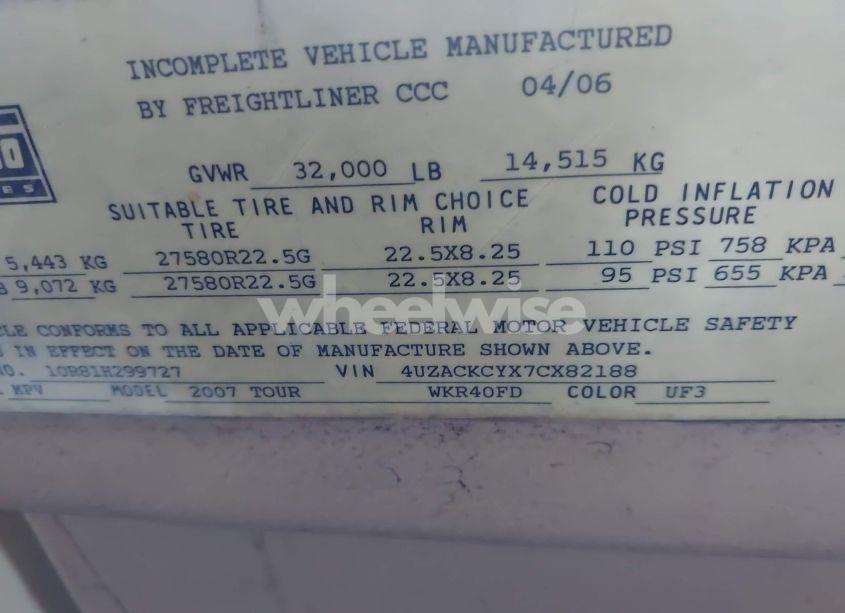 INCOMPLETE VEHICLE MANUFACTURED
BY FREIGHTLINER CCC 04/06
GVWR 32,000 LB 14,515 KG
SUITABLE TIRE AND RIM CHOICE COLD INFLATION
TIRE RIM PRESSURE
5,443 KG 27580R22.5G 22.5X8.25 110 PSI 758 KPA
9,072 KG 27580R22.5G 22.5X8.25 95 PSI 655 KPA
wheelwise
CONFORMS TO ALL APPLICABLE FEDERAL MOTOR VEHICLE SAFETY
IN EFFECT ON THE DATE OF MANUFACTURE SHOWN ABOVE.
NO. 10R81H299727 VIN 4UZACKCYX7CX82188
KPV MODEL 2007 TOUR WKR40FD COLOR UF3